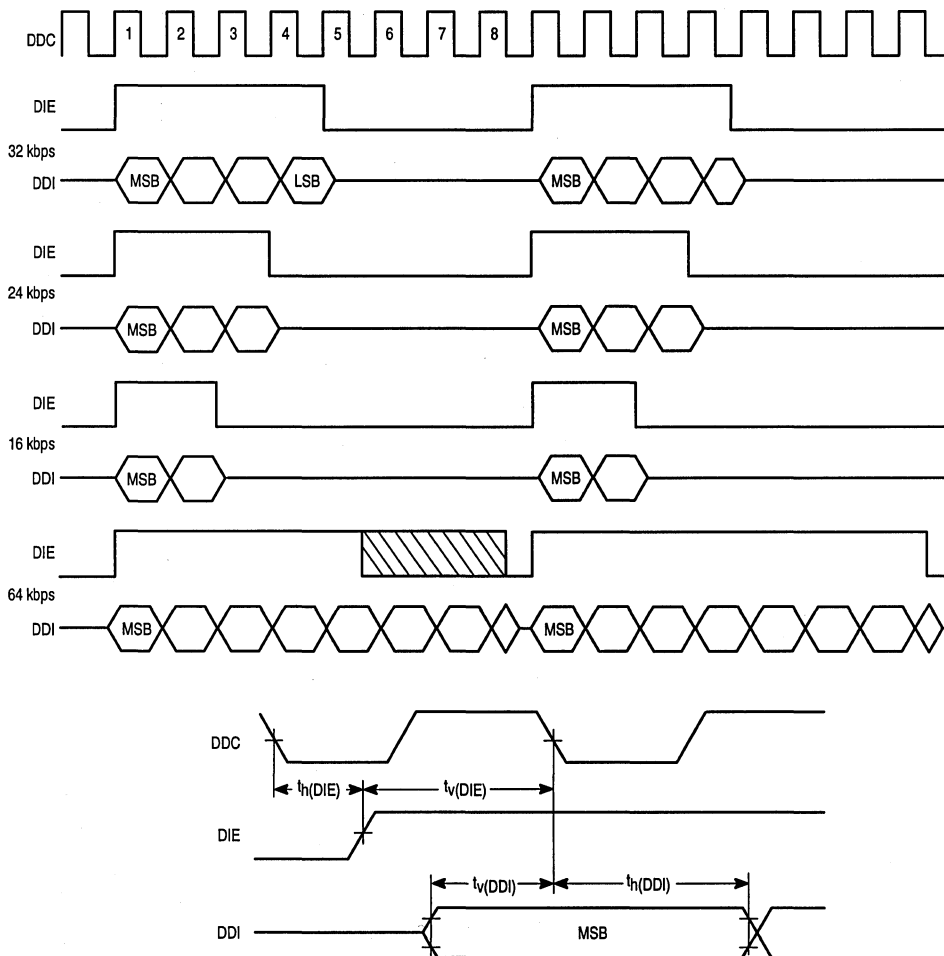 DDC 1 2 3 4 5 6 7 8
DIE
32 kbps
DDI MSB LSB MSB
DIE
24 kbps
DDI MSB MSB
DIE
16 kbps
DDI MSB MSB
DIE
64 kbps
DDI MSB MSB
DDC
th(DIE) tv(DIE)
DIE
tv(DDI) th(DDI)
DDI MSB